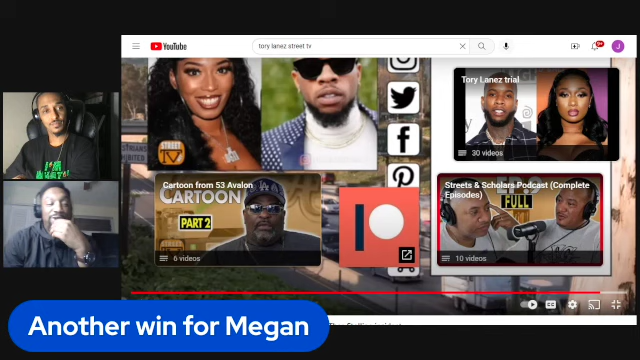 YouTube
tory lanez street tv
9+
J
STREET
TV
Tory Lanez trial
30 videos
Cartoon from 53 Avalon
CARTOON
PART 2
6 videos
Streets & Scholars Podcast (Complete
Episodes)
FULL
10 videos
Another win for Megan